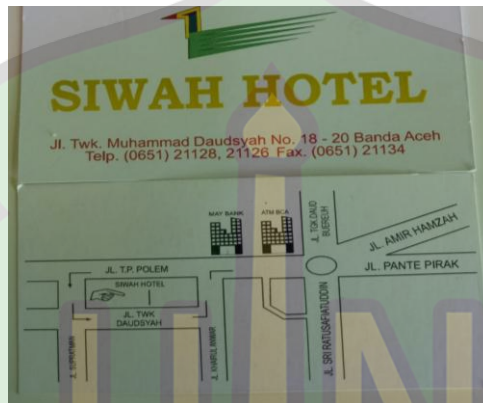 SIWAH HOTEL
Jl. Twk. Muhammad Daudsyah No. 18 - 20 Banda Aceh
Telp. (0651) 21128, 21126 Fax. (0651) 21134
MAY BANK
ATM BCA
JL. TGK DAUD
BUEREUH
JL. AMIR HAMZAH
JL. T.P. POLEM
JL. PANTE PIRAK
SIWAH HOTEL
JL. TWK
DAUDSYAH
JL. SUPRATMAN
JL. KHAIRIL ANWAR
JL. SRI RATUSAFIATUDDIN